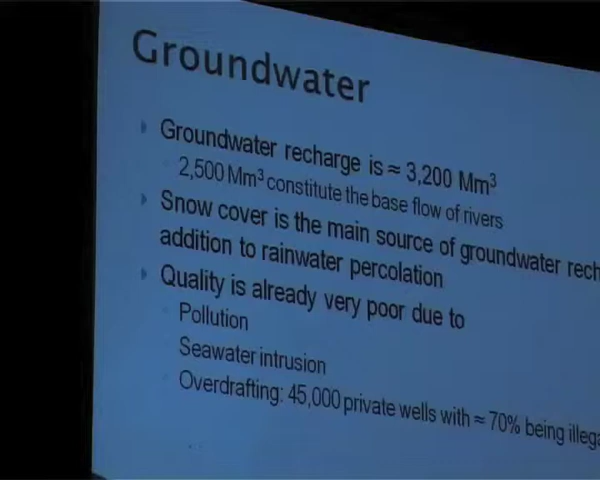 Groundwater
Groundwater recharge is ≈ 3,200 Mm³
2,500 Mm³ constitute the base flow of rivers
Snow cover is the main source of groundwater rech
addition to rainwater percolation
Quality is already very poor due to
Pollution
Seawater intrusion
Overdrafting: 45,000 private wells with ≈ 70% being illega